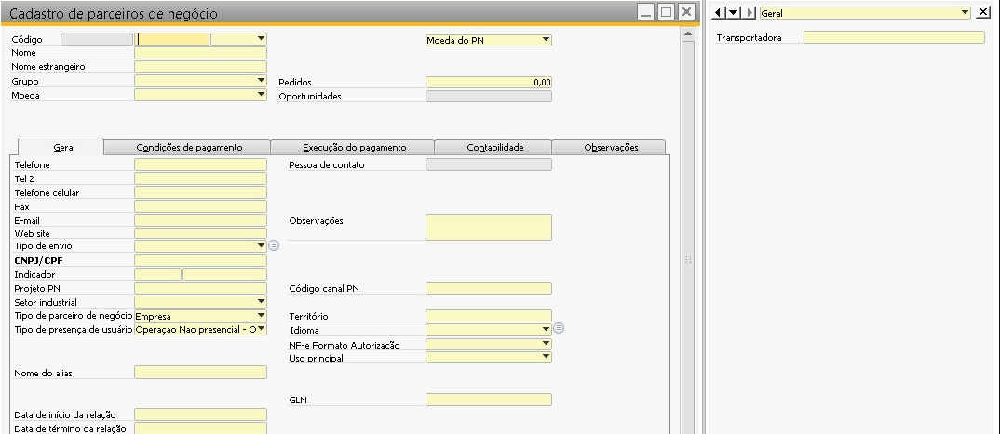 Cadastro de parceiros de negócio
Geral
Transportadora
Código
Moeda do PN
Nome
Nome estrangeiro
Grupo
Pedidos 0,00
Moeda
Oportunidades
Geral Condições de pagamento Execução do pagamento Contabilidade Observações
Telefone
Pessoa de contato
Tel 2
Telefone celular
Fax
E-mail
Observações
Web site
Tipo de envio
CNPJ/CPF
Indicador
Projeto PN
Código canal PN
Setor industrial
Tipo de parceiro de negócio Empresa
Território
Tipo de presença de usuário Operaçao Nao presencial - O
Idioma
NF-e Formato Autorização
Uso principal
Nome do alias
GLN
Data de início da relação
Data de término da relação